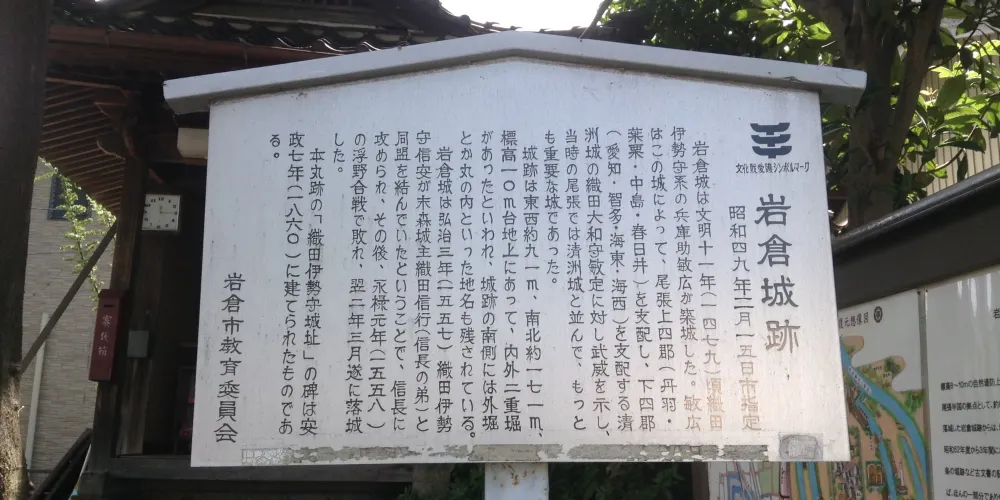 文化財愛護シンボルマーク
岩倉城跡
昭和四九年二月一五日市指定
岩倉城は文明十一年(一四七九)頃織田
伊勢守系の兵庫助敏広が築城した。敏広
はこの城によって、尾張上四郡(丹羽・
葉栗・中島・春日井)を支配し、下四郡
(愛知・智多・海東・海西)を支配する清
洲城の織田大和守敏定に対し武威を示し、
当時の尾張では清洲城と並んで、もっと
も重要な城であった。
城跡は東西約九一m、南北約一七一m、
標高一〇m台地上にあって、内外二重堀
があったといわれ、城跡の南側には外堀
とか丸の内といった地名も残されている。
岩倉城は弘治三年(一五五七)織田伊勢
守信安が末森城主織田信行(信長の弟)と
同盟を結んでいたということで、信長に
攻められ、その後、永禄元年(一五五八)
の浮野合戦で敗れ、翌二年三月遂に落城
した。
本丸跡の「織田伊勢守城址」の碑は安
政七年(一八六〇)に建てられたものであ
る。
岩倉市教育委員会
復元想像図